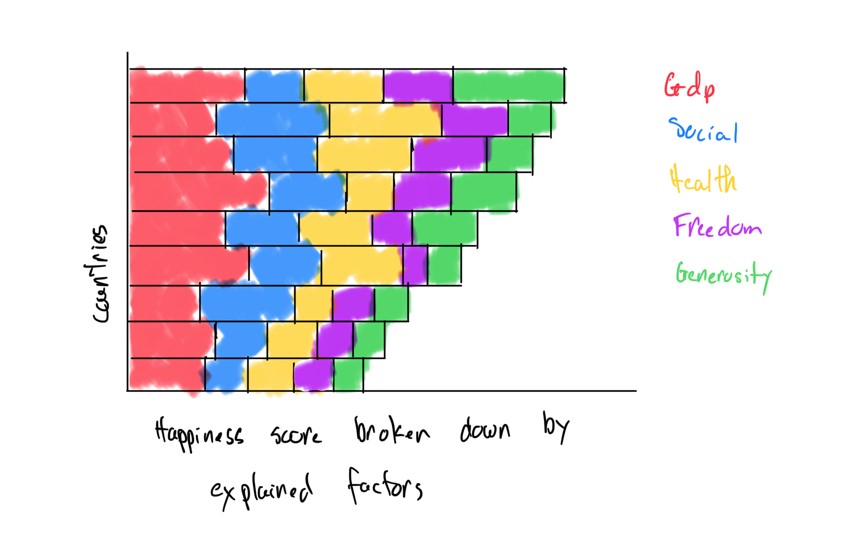 Gdp
Social
Health
Freedom
Generosity
Countries
Happiness score broken down by
explained factors